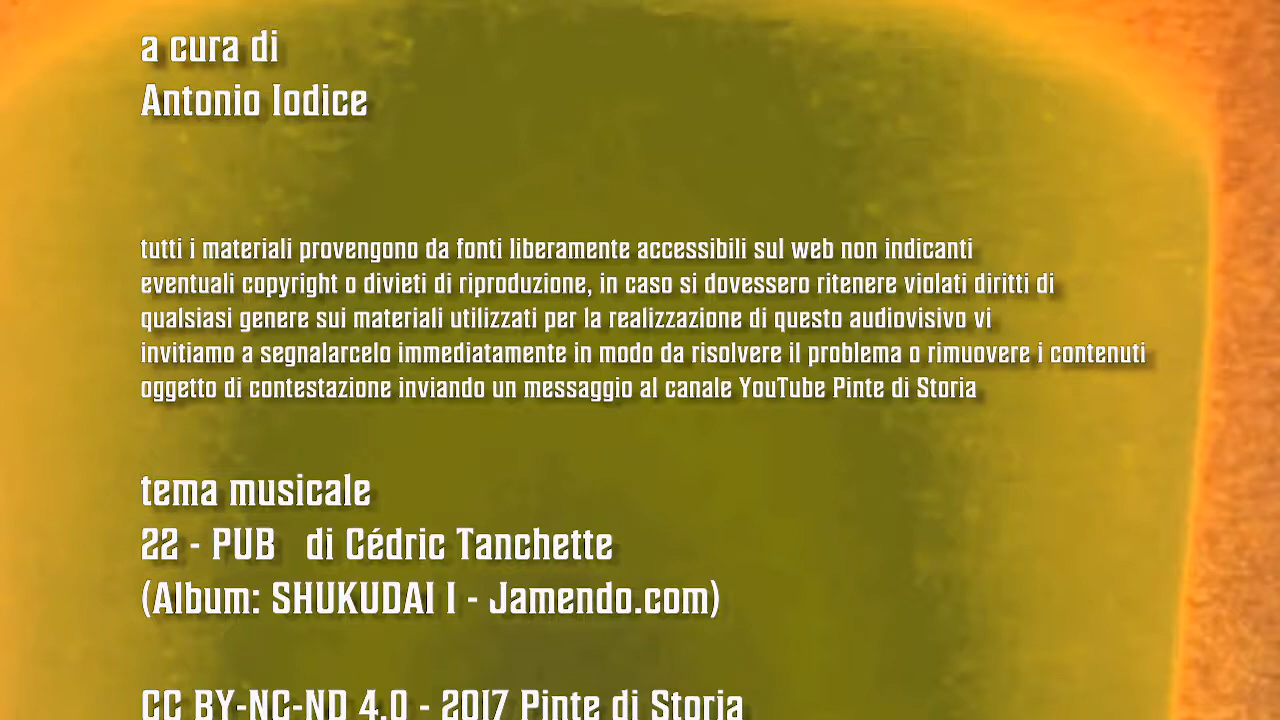 a cura di
Antonio Iodice
tutti i materiali provengono da fonti liberamente accessibili sul web non indicanti
eventuali copyright o divieti di riproduzione, in caso si dovessero ritenere violati diritti di
qualsiasi genere sui materiali utilizzati per la realizzazione di questo audiovisivo vi
invitiamo a segnalarcelo immediatamente in modo da risolvere il problema o rimuovere i contenuti
oggetto di contestazione inviando un messaggio al canale YouTube Pinte di Storia
tema musicale
22 - PUB   di Cédric Tanchette
(Album: SHUKUDAI I - Jamendo.com)
CC BY-NC-ND 4.0 - 2017 Pinte di Storia